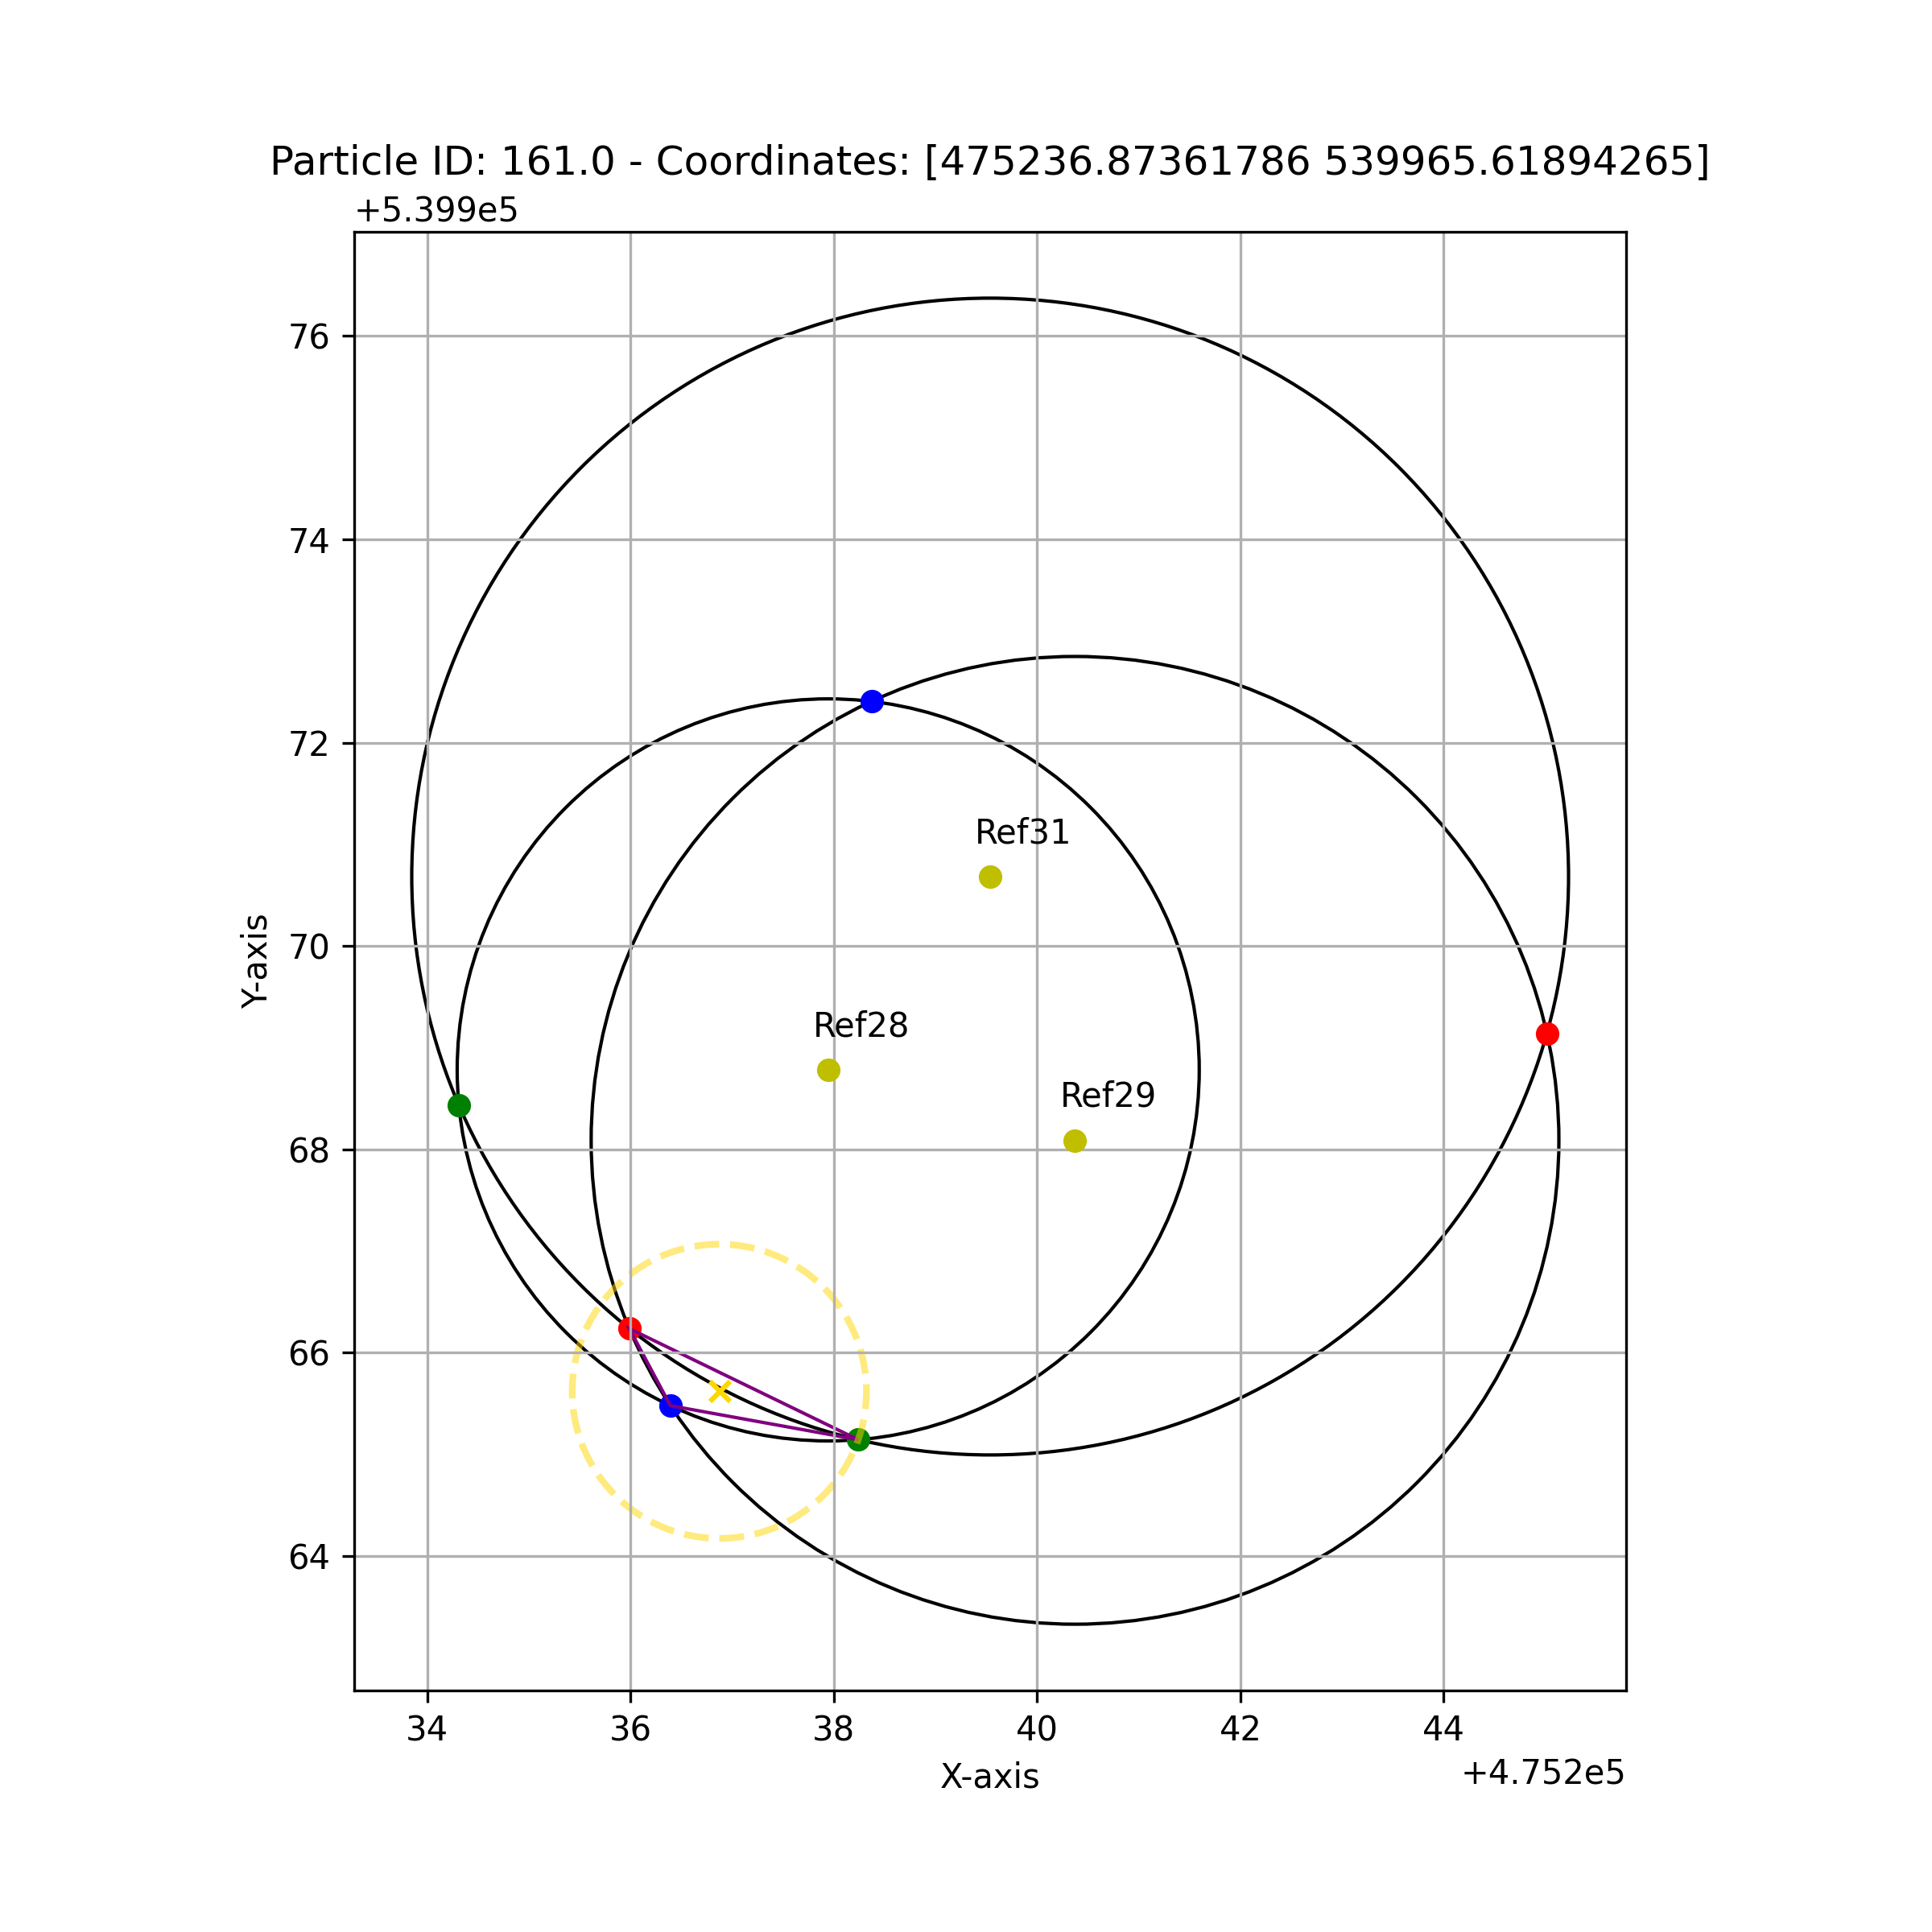 Particle ID: 161.0 - Coordinates: [475236.87361786 539965.61894265]
+5.399e5
76
74
72
70
68
66
64
Y-axis
Ref31
Ref28
Ref29
34 36 38 40 42 44
X-axis
+4.752e5